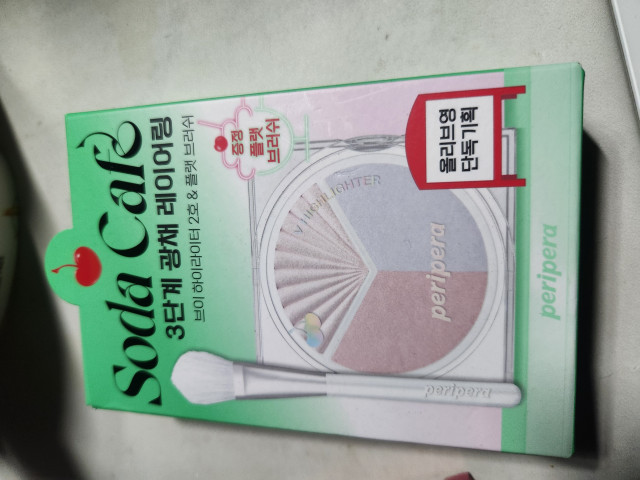 Soda Café
3단계 광채 레이어링
브이 하이라이터 2호 & 플랫 브러쉬
증정
플랫
브러쉬
올리브영
단독기획
V HIGHLIGHTER
peripera
peripera
peripera